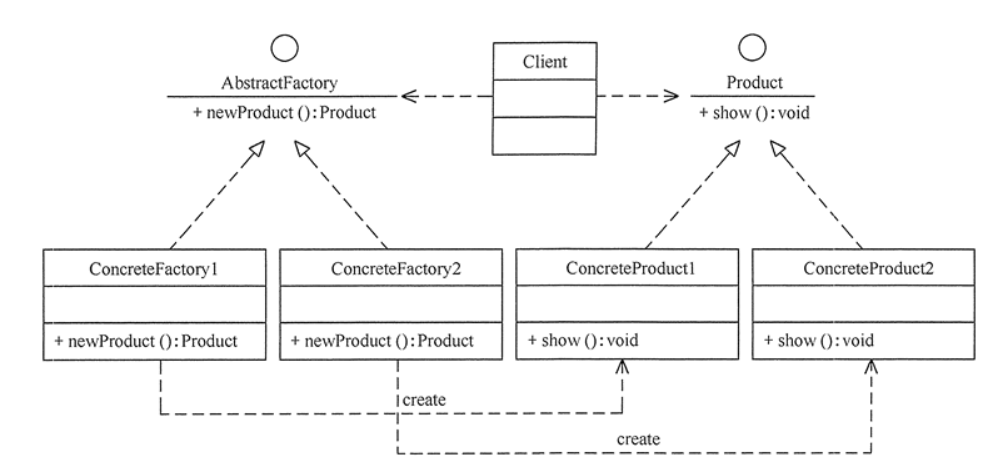 Client
AbstractFactory
Product
+ newProduct ():Product
+ show ():void
ConcreteFactory1
ConcreteFactory2
ConcreteProduct1
ConcreteProduct2
+ newProduct ():Product
+ newProduct ():Product
+ show ():void
+ show ():void
create
create